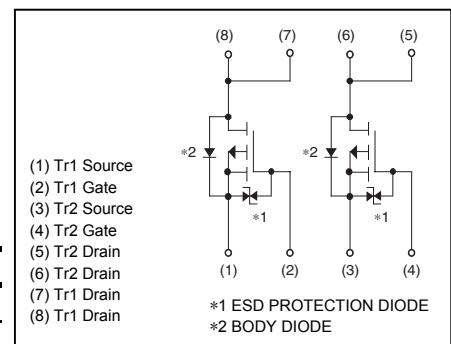 (8) (7) (6) (5)
∗2 ∗2
∗1 ∗1
(1) (2) (3) (4)
(1) Tr1 Source
(2) Tr1 Gate
(3) Tr2 Source
(4) Tr2 Gate
(5) Tr2 Drain
(6) Tr2 Drain
(7) Tr1 Drain
(8) Tr1 Drain
∗1 ESD PROTECTION DIODE
∗2 BODY DIODE